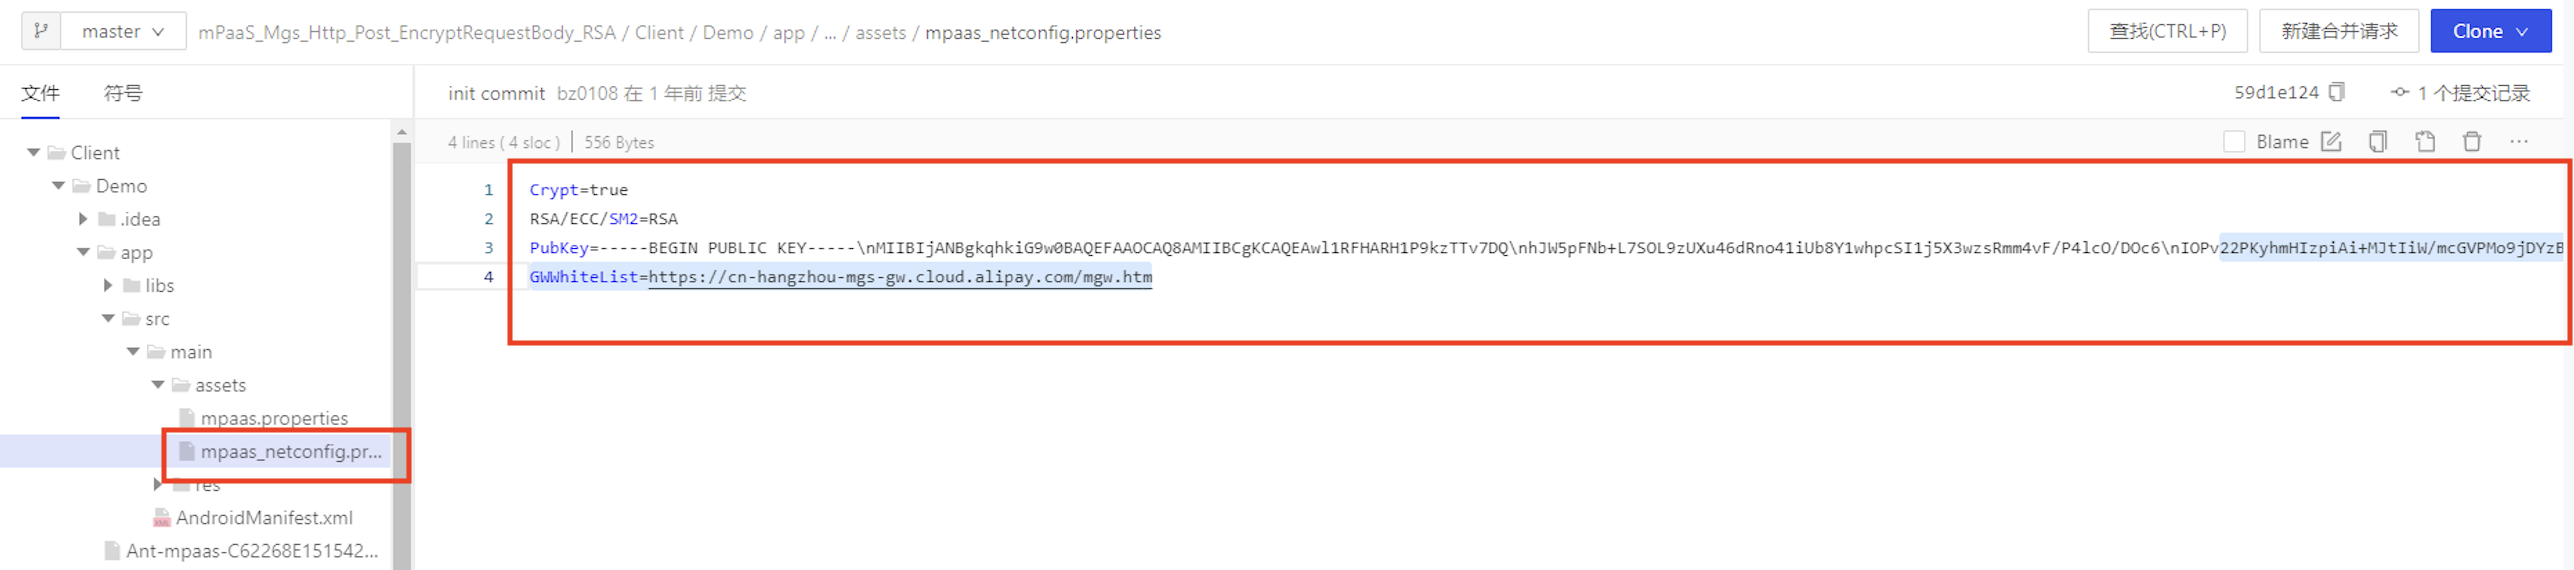 master
mPaaS_Mgs_Http_Post_EncryptRequestBody_RSA / Client / Demo / app / ... / assets / mpaas_netconfig.properties
查找(CTRL+P)
新建合并请求
Clone
文件
符号
init commit bz0108 在 1 年前 提交
59d1e124
1 个提交记录
4 lines ( 4 sloc ) | 556 Bytes
Blame
Client
Demo
.idea
app
libs
src
main
assets
mpaas.properties
mpaas_netconfig.pr...
res
AndroidManifest.xml
Ant-mpaas-C62268E151542...
1 Crypt=true
2 RSA/ECC/SM2=RSA
3 PubKey=-----BEGIN PUBLIC KEY-----\nMIIBIjANBgkqhkiG9w0BAQEFAAOCAQ8AMIIBCgKCAQEAwl1RFHARH1P9kzTTv7DQ\nhJW5pFNb+L7SOL9zUXu46dRno41iUb8Y1whpcSI1j5X3wzsRmm4vF/P4lcO/DOc6\nIOPv22PKyhmHIzpiAi+MJtIiW/mcGVPMo9jDYzB
4 GWWhiteList=https://cn-hangzhou-mgs-gw.cloud.alipay.com/mgw.htm